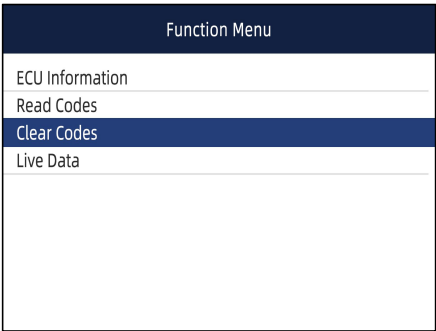 Function Menu
ECU Information
Read Codes
Clear Codes
Live Data